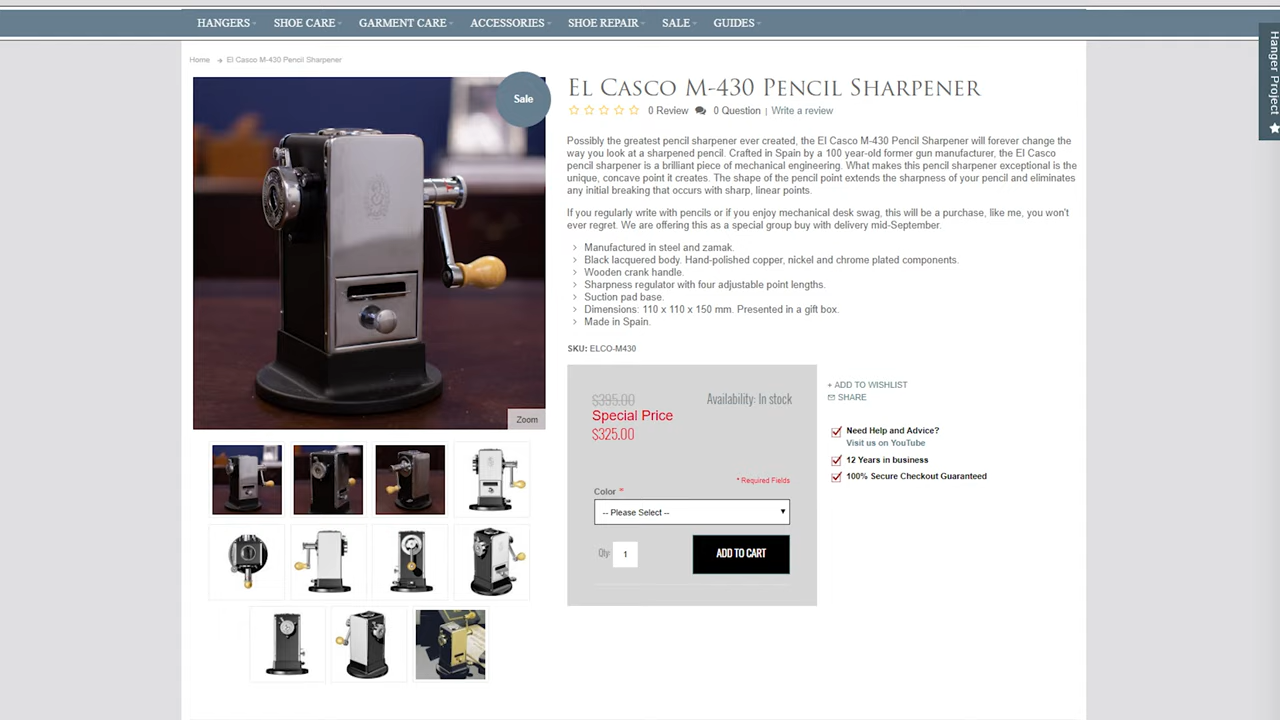 HANGERS SHOE CARE GARMENT CARE ACCESSORIES SHOE REPAIR SALE GUIDES
Hanger Project
Home → El Casco M-430 Pencil Sharpener
Sale
Zoom
El Casco M-430 Pencil Sharpener
0 Review 0 Question | Write a review
Possibly the greatest pencil sharpener ever created, the El Casco M-430 Pencil Sharpener will forever change the
way you look at a sharpened pencil. Crafted in Spain by a 100 year-old former gun manufacturer, the El Casco
pencil sharpener is a brilliant piece of mechanical engineering. What makes this pencil sharpener exceptional is the
unique, concave point it creates. The shape of the pencil point extends the sharpness of your pencil and eliminates
any initial breaking that occurs with sharp, linear points.
If you regularly write with pencils or if you enjoy mechanical desk swag, this will be a purchase, like me, you won't
ever regret. We are offering this as a special group buy with delivery mid-September.
Manufactured in steel and zamak.
Black lacquered body. Hand-polished copper, nickel and chrome plated components.
Wooden crank handle.
Sharpness regulator with four adjustable point lengths.
Suction pad base.
Dimensions: 110 x 110 x 150 mm. Presented in a gift box.
Made in Spain.
SKU: ELCO-M430
$395.00
Availability: In stock
Special Price
$325.00
* Required Fields
Color *
-- Please Select --
Qty: 1
ADD TO CART
+ ADD TO WISHLIST
SHARE
Need Help and Advice?
Visit us on YouTube
12 Years in business
100% Secure Checkout Guaranteed